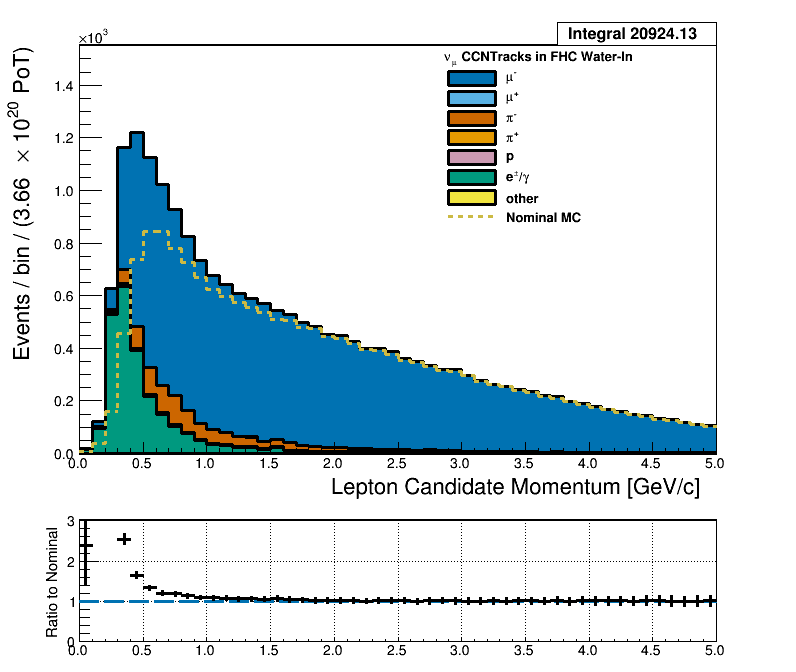 Integral 20924.13
×10³
ν_μ CCNTracks in FHC Water-In
μ⁻
μ⁺
π⁻
π⁺
p
e±/γ
other
Nominal MC
Events / bin / (3.66 × 10²⁰ PoT)
1.4
1.2
1.0
0.8
0.6
0.4
0.2
0.0
0.0 0.5 1.0 1.5 2.0 2.5 3.0 3.5 4.0 4.5 5.0
Lepton Candidate Momentum [GeV/c]
Ratio to Nominal
3
2
1
0
0.0 0.5 1.0 1.5 2.0 2.5 3.0 3.5 4.0 4.5 5.0